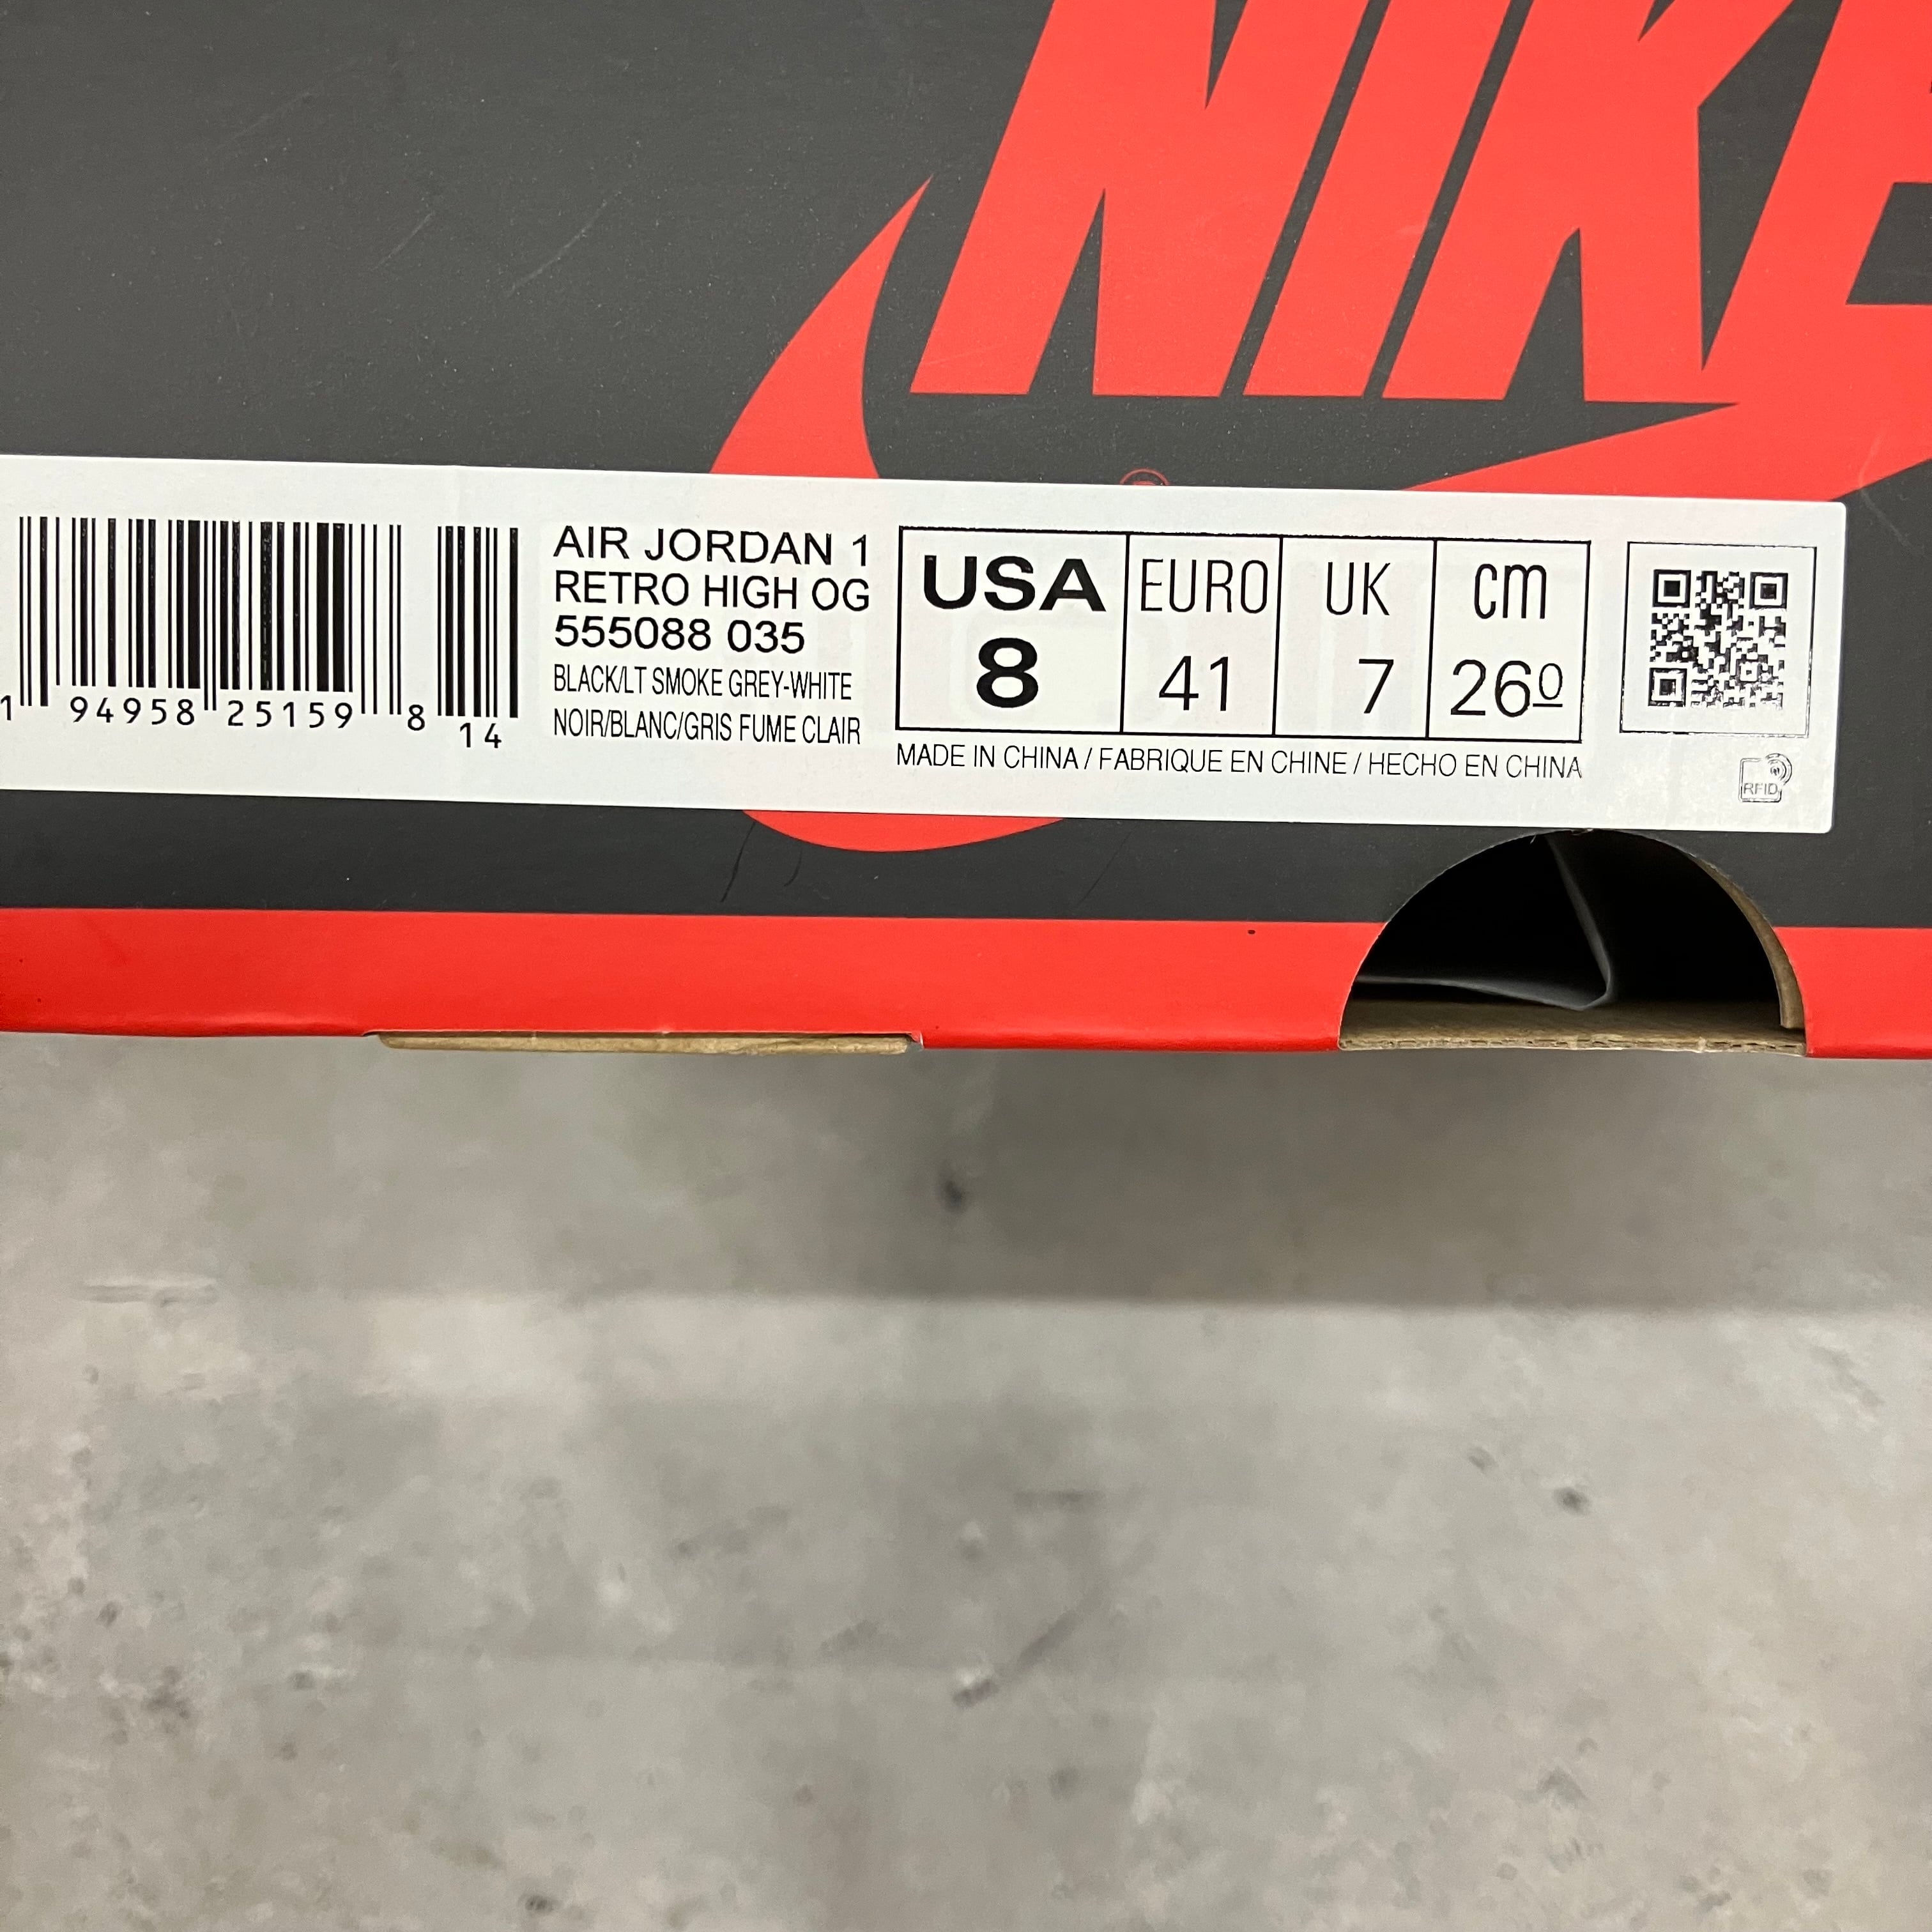 NIKE
AIR JORDAN 1
RETRO HIGH OG
555088 035
BLACK/LT SMOKE GREY-WHITE
NOIR/BLANC/GRIS FUME CLAIR
1 94958 25159 8 14
USA EURO UK cm
8 41 7 260
MADE IN CHINA / FABRIQUE EN CHINE / HECHO EN CHINA
RFID